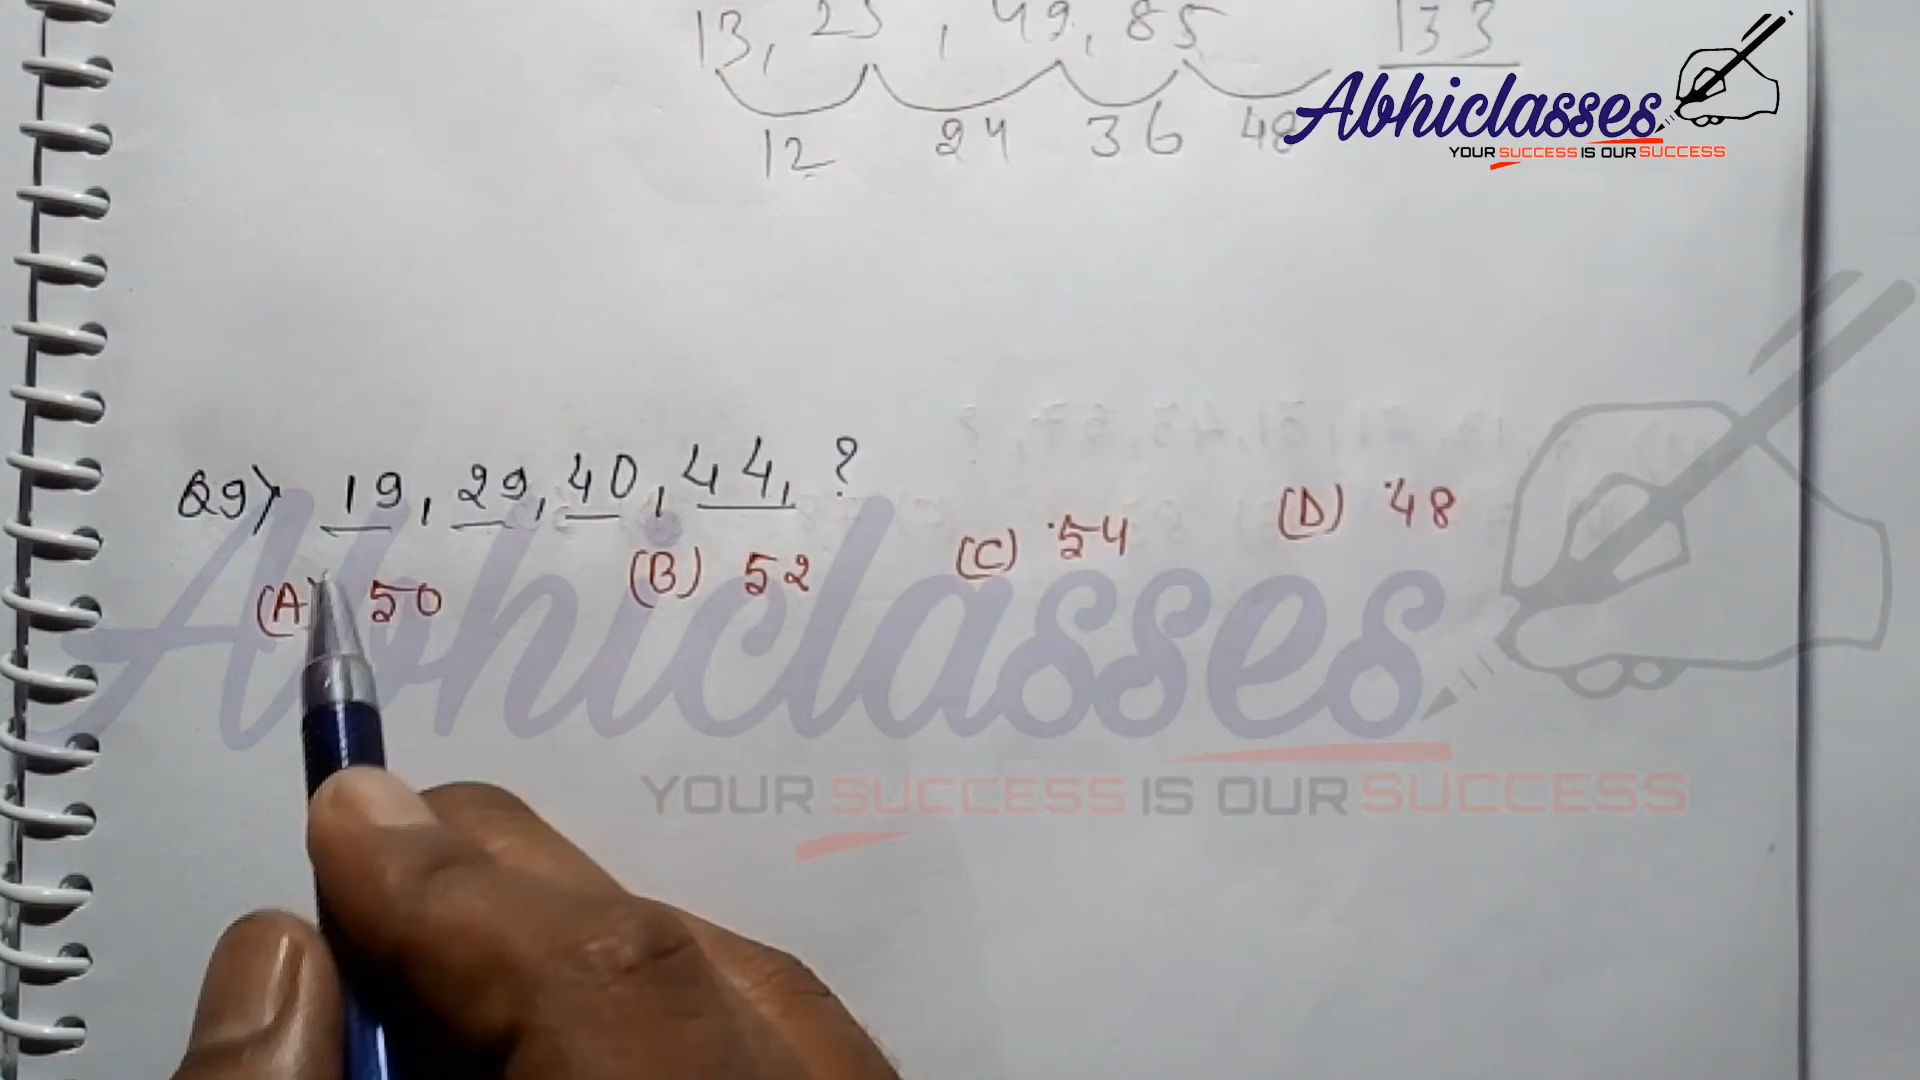 13, 25, 49, 85 133
12 24 36 48
Abhiclasses
YOUR SUCCESS IS OUR SUCCESS
Q9) 19, 29, 40, 44, ?
(A) 50 (B) 52 (C) 54 (D) 48
Abhiclasses
YOUR SUCCESS IS OUR SUCCESS